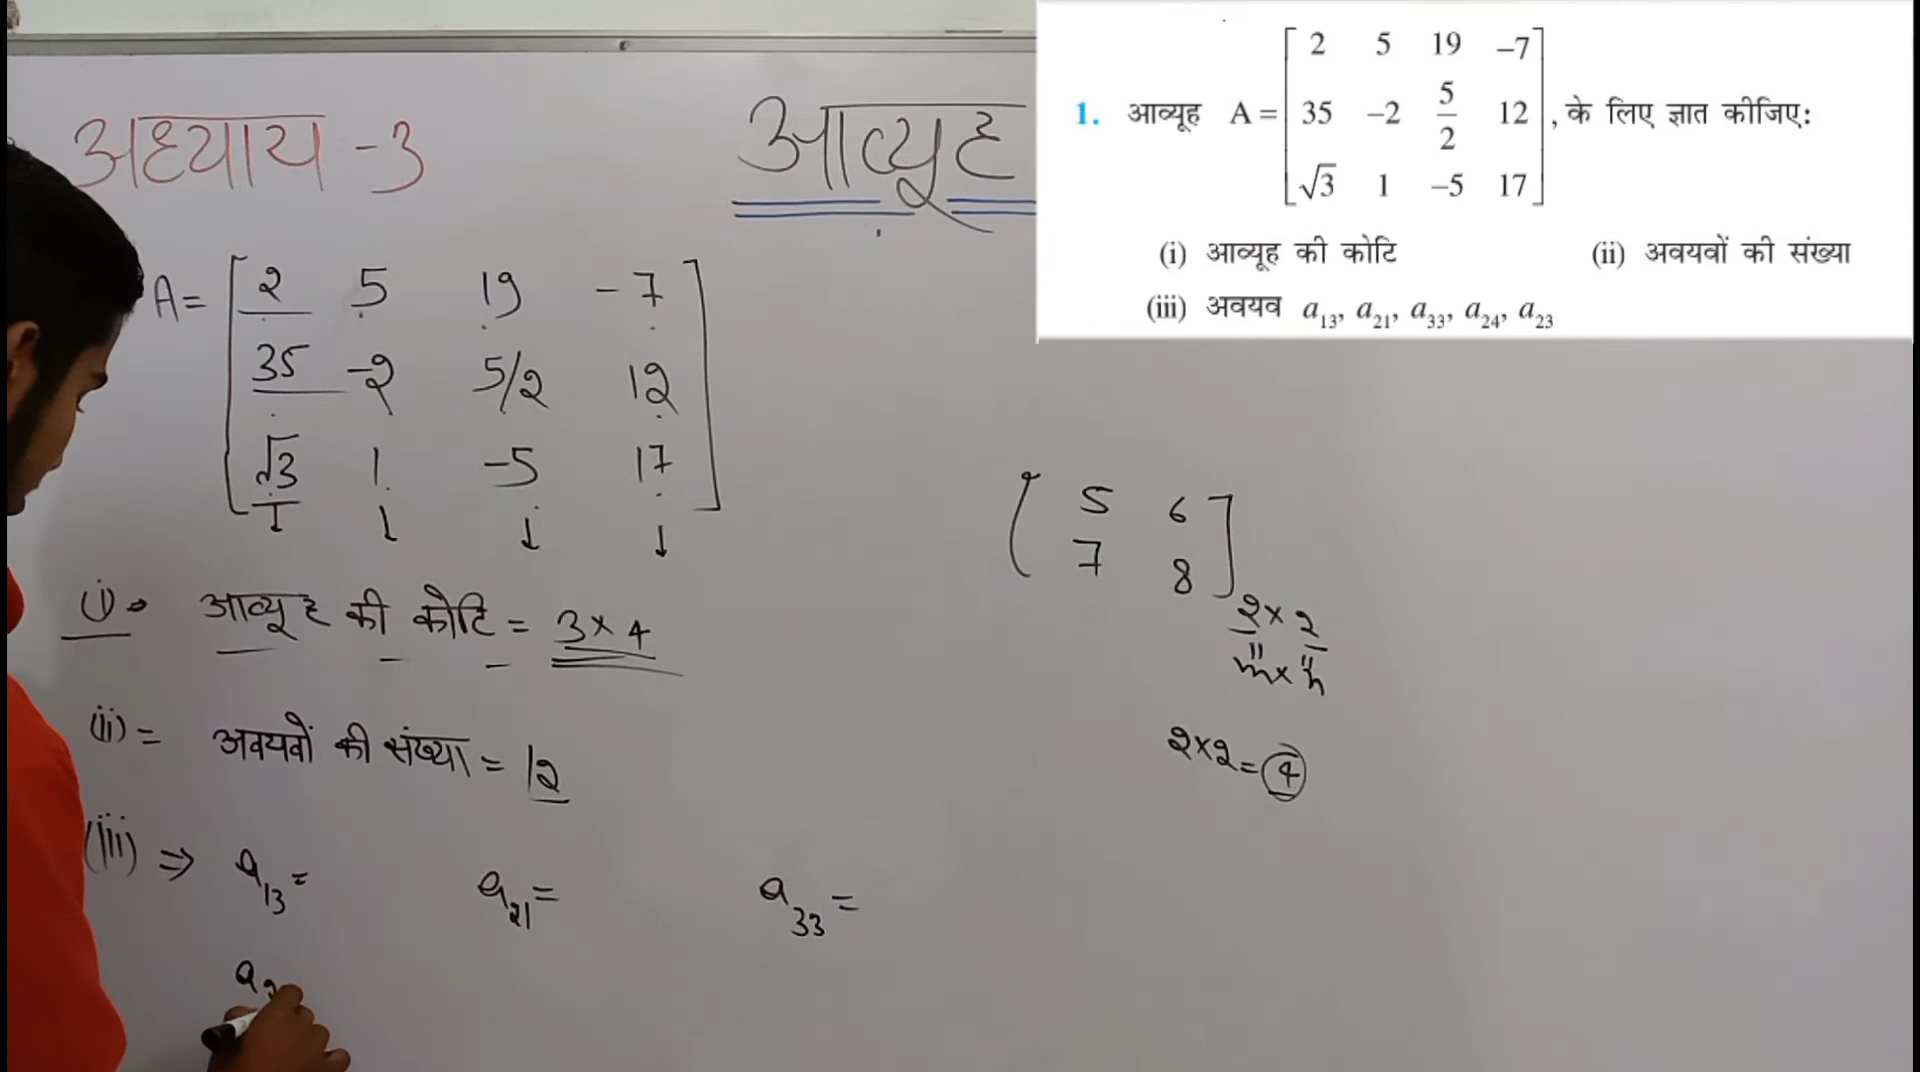 अध्याय -3
आव्यूह
1. आव्यूह A = [ 2 5 19 –7
35 –2 5/2 12
√3 1 –5 17 ], के लिए ज्ञात कीजिए:
(i) आव्यूह की कोटि (ii) अवयवों की संख्या
(iii) अवयव a13, a21, a33, a24, a23
A= [ 2 5 19 -7
35 -2 5/2 12
√3 1 -5 17 ]
(i) आव्यूह की कोटि = 3×4
(ii) = अवयवों की संख्या = 12
(iii) ⇒ a13 = a21 = a33 =
a2
[ 5 6
7 8 ]
2×2
m×n
2×2=4